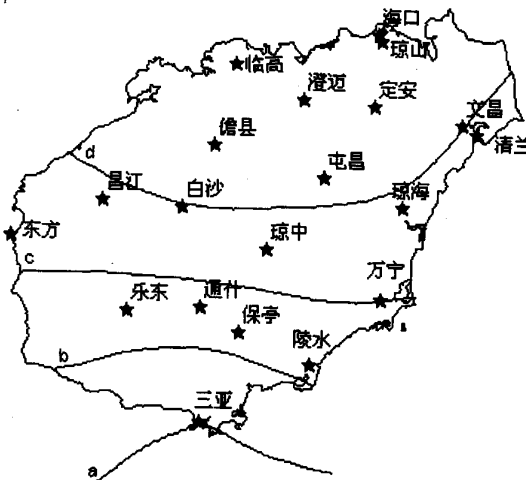 海口
琼山
临高
澄迈
定安
文昌
清兰
儋县
屯昌
d
昌江
白沙
琼海
东方
琼中
c
万宁
乐东
通什
保亭
陵水
b
三亚
a